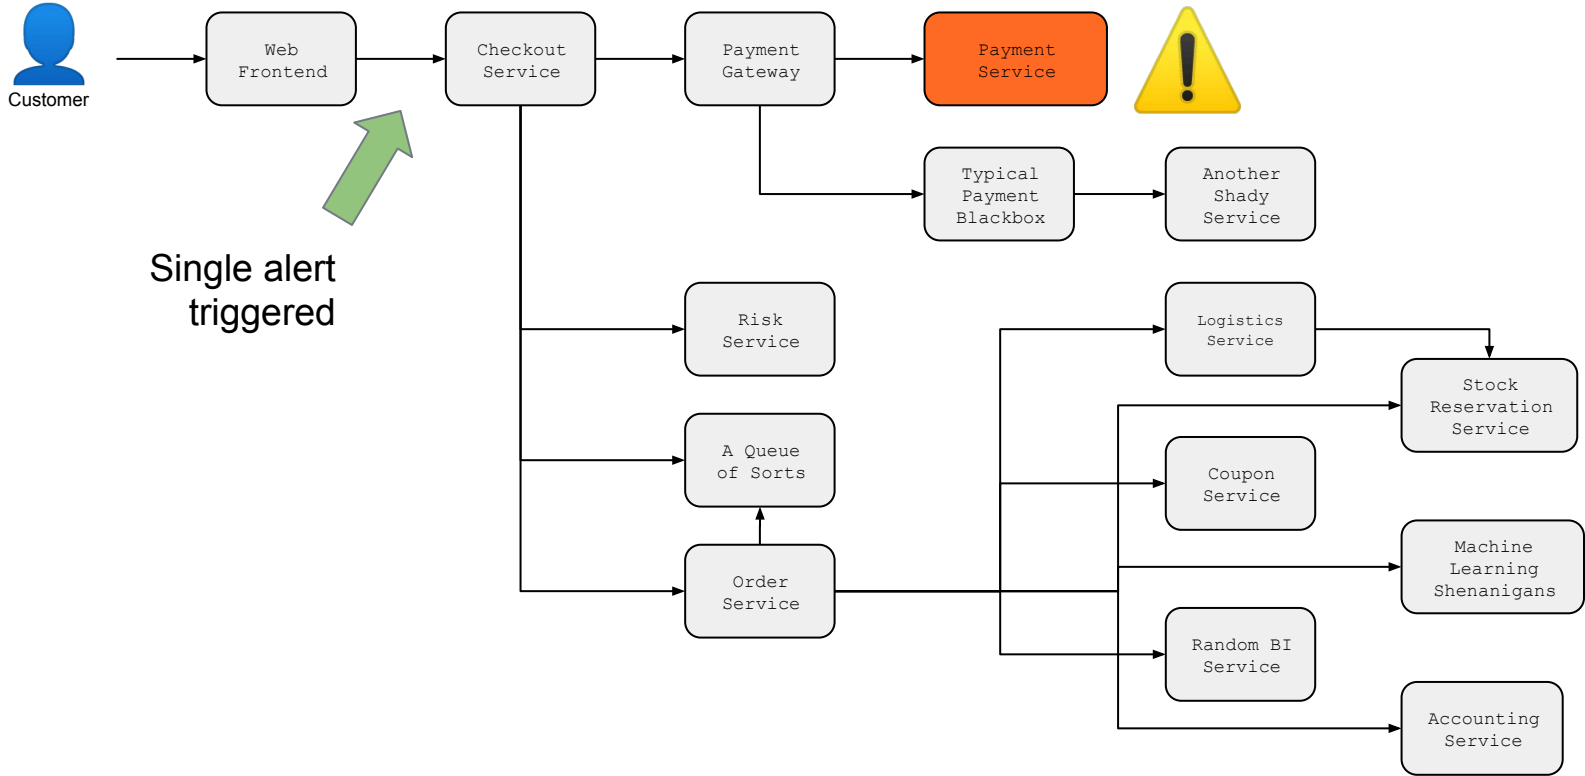 Customer
Web
Frontend
Checkout
Service
Payment
Gateway
Payment
Service
Typical
Payment
Blackbox
Another
Shady
Service
Single alert
triggered
Risk
Service
Logistics
Service
Stock
Reservation
Service
A Queue
of Sorts
Coupon
Service
Order
Service
Machine
Learning
Shenanigans
Random BI
Service
Accounting
Service